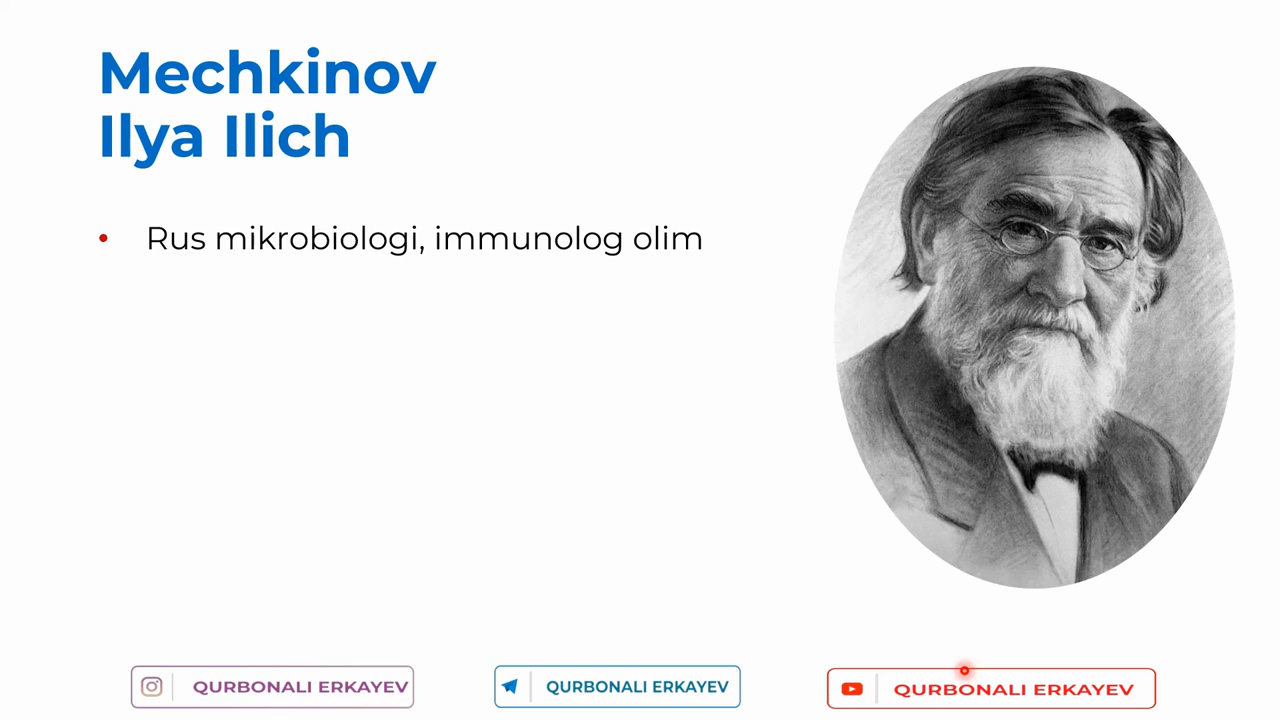 Mechkinov
Ilya Ilich
• Rus mikrobiologi, immunolog olim
QURBONALI ERKAYEV
QURBONALI ERKAYEV
QURBONALI ERKAYEV